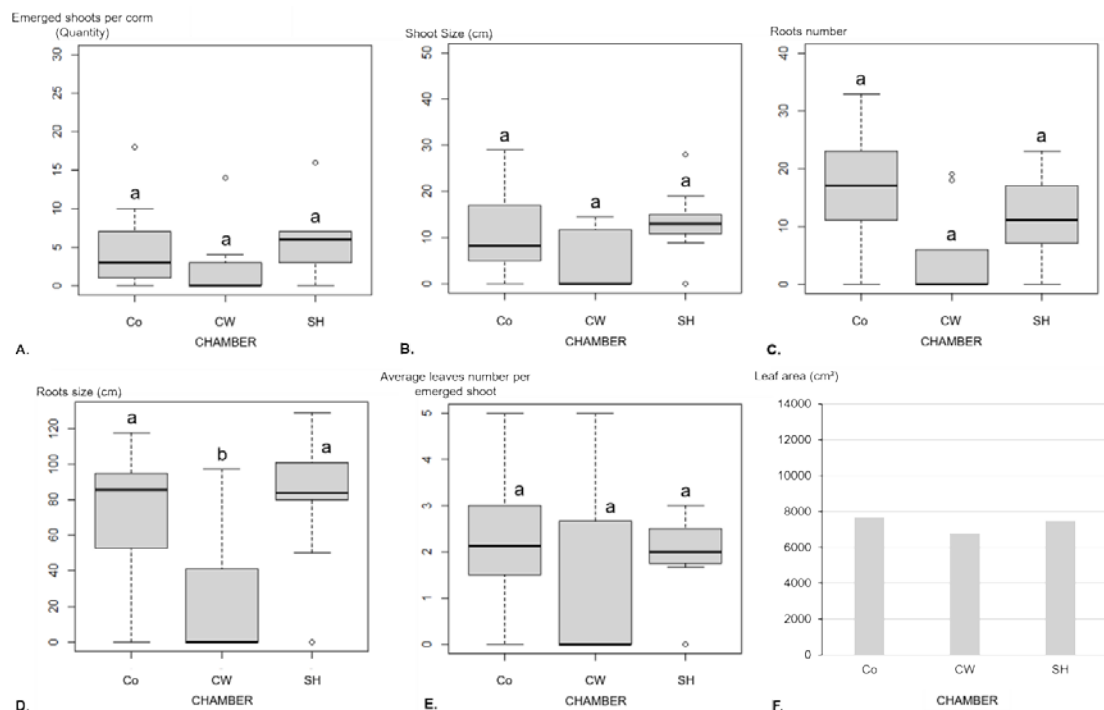 Emerged shoots per corm
(Quantity)
30
25
20
15
10
5
0
a
a
a
Co CW SH
CHAMBER
A.
Shoot Size (cm)
50
40
30
20
10
0
a
a
a
Co CW SH
CHAMBER
B.
Roots number
40
30
20
10
0
a
a
a
Co CW SH
CHAMBER
C.
Roots size (cm)
120
100
80
60
40
20
0
a
b
a
Co CW SH
CHAMBER
D.
Average leaves number per
emerged shoot
5
4
3
2
1
0
a
a
a
Co CW SH
CHAMBER
E.
Leaf area (cm²)
14000
12000
10000
8000
6000
4000
2000
0
Co CW SH
CHAMBER
F.